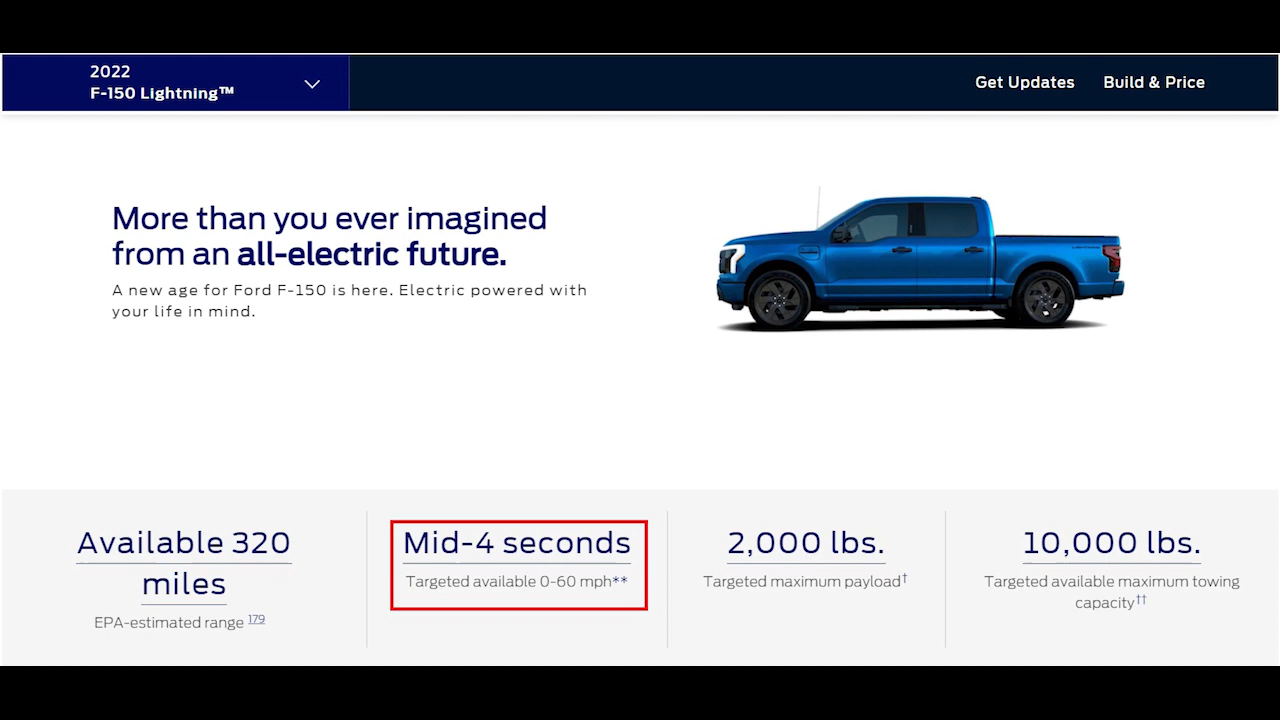 2022
F-150 Lightning™
Get Updates
Build & Price
More than you ever imagined
from an all-electric future.
A new age for Ford F-150 is here. Electric powered with
your life in mind.
Available 320
miles
EPA-estimated range 179
Mid-4 seconds
Targeted available 0-60 mph**
2,000 lbs.
Targeted maximum payload†
10,000 lbs.
Targeted available maximum towing
capacity††